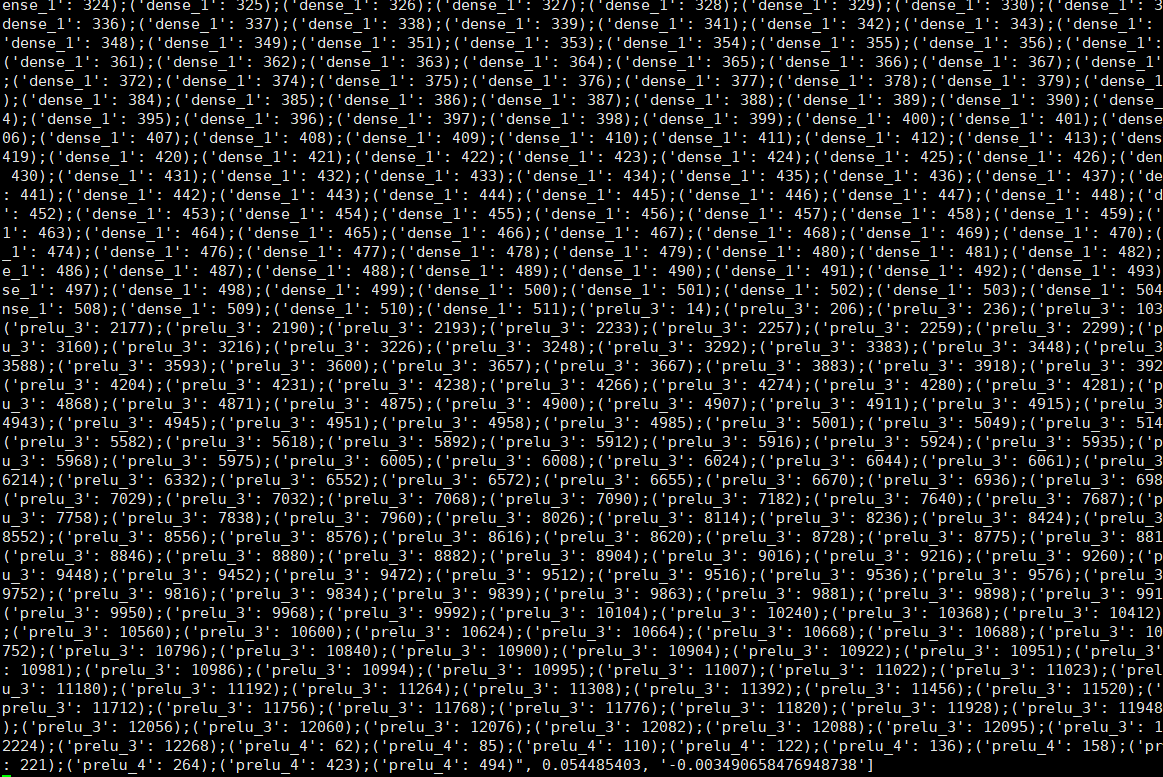 ense_1': 324);('dense_1': 325);('dense_1': 326);('dense_1': 327);('dense_1': 328);('dense_1': 329);('dense_1': 330);('dense_1': 3
_1': 336);('dense_1': 337);('dense_1': 338);('dense_1': 339);('dense_1': 341);('dense_1': 342);('dense_1': 343);('dense_1': 
'dense_1': 348);('dense_1': 349);('dense_1': 351);('dense_1': 353);('dense_1': 354);('dense_1': 355);('dense_1': 356);('dense_1':
('dense_1': 361);('dense_1': 362);('dense_1': 363);('dense_1': 364);('dense_1': 365);('dense_1': 366);('dense_1': 367);('dense_1'
;('dense_1': 372);('dense_1': 374);('dense_1': 375);('dense_1': 376);('dense_1': 377);('dense_1': 378);('dense_1': 379);('dense_1
);('dense_1': 384);('dense_1': 385);('dense_1': 386);('dense_1': 387);('dense_1': 388);('dense_1': 389);('dense_1': 390);('dense_
4);('dense_1': 395);('dense_1': 396);('dense_1': 397);('dense_1': 398);('dense_1': 399);('dense_1': 400);('dense_1': 401);('dense
06);('dense_1': 407);('dense_1': 408);('dense_1': 409);('dense_1': 410);('dense_1': 411);('dense_1': 412);('dense_1': 413);('dens
419);('dense_1': 420);('dense_1': 421);('dense_1': 422);('dense_1': 423);('dense_1': 424);('dense_1': 425);('dense_1': 426);('den
 430);('dense_1': 431);('dense_1': 432);('dense_1': 433);('dense_1': 434);('dense_1': 435);('dense_1': 436);('dense_1': 437);('de
: 441);('dense_1': 442);('dense_1': 443);('dense_1': 444);('dense_1': 445);('dense_1': 446);('dense_1': 447);('dense_1': 448);('d
': 452);('dense_1': 453);('dense_1': 454);('dense_1': 455);('dense_1': 456);('dense_1': 457);('dense_1': 458);('dense_1': 459);('
1': 463);('dense_1': 464);('dense_1': 465);('dense_1': 466);('dense_1': 467);('dense_1': 468);('dense_1': 469);('dense_1': 470);(
_1': 474);('dense_1': 476);('dense_1': 477);('dense_1': 478);('dense_1': 479);('dense_1': 480);('dense_1': 481);('dense_1': 482);
e_1': 486);('dense_1': 487);('dense_1': 488);('dense_1': 489);('dense_1': 490);('dense_1': 491);('dense_1': 492);('dense_1': 493)
se_1': 497);('dense_1': 498);('dense_1': 499);('dense_1': 500);('dense_1': 501);('dense_1': 502);('dense_1': 503);('dense_1': 504
nse_1': 508);('dense_1': 509);('dense_1': 510);('dense_1': 511);('prelu_3': 14);('prelu_3': 206);('prelu_3': 236);('prelu_3': 103
('prelu_3': 2177);('prelu_3': 2190);('prelu_3': 2193);('prelu_3': 2233);('prelu_3': 2257);('prelu_3': 2259);('prelu_3': 2299);('p
u_3': 3160);('prelu_3': 3216);('prelu_3': 3226);('prelu_3': 3248);('prelu_3': 3292);('prelu_3': 3383);('prelu_3': 3448);('prelu_3
3588);('prelu_3': 3593);('prelu_3': 3600);('prelu_3': 3657);('prelu_3': 3667);('prelu_3': 3883);('prelu_3': 3918);('prelu_3': 392
('prelu_3': 4204);('prelu_3': 4231);('prelu_3': 4238);('prelu_3': 4266);('prelu_3': 4274);('prelu_3': 4280);('prelu_3': 4281);('p
u_3': 4868);('prelu_3': 4871);('prelu_3': 4875);('prelu_3': 4900);('prelu_3': 4907);('prelu_3': 4911);('prelu_3': 4915);('prelu_3
4943);('prelu_3': 4945);('prelu_3': 4951);('prelu_3': 4958);('prelu_3': 4985);('prelu_3': 5001);('prelu_3': 5049);('prelu_3': 514
('prelu_3': 5582);('prelu_3': 5618);('prelu_3': 5892);('prelu_3': 5912);('prelu_3': 5916);('prelu_3': 5924);('prelu_3': 5935);('p
u_3': 5968);('prelu_3': 5975);('prelu_3': 6005);('prelu_3': 6008);('prelu_3': 6024);('prelu_3': 6044);('prelu_3': 6061);('prelu_3
6214);('prelu_3': 6332);('prelu_3': 6552);('prelu_3': 6572);('prelu_3': 6655);('prelu_3': 6670);('prelu_3': 6936);('prelu_3': 698
('prelu_3': 7029);('prelu_3': 7032);('prelu_3': 7068);('prelu_3': 7090);('prelu_3': 7182);('prelu_3': 7640);('prelu_3': 7687);('p
u_3': 7758);('prelu_3': 7838);('prelu_3': 7960);('prelu_3': 8026);('prelu_3': 8114);('prelu_3': 8236);('prelu_3': 8424);('prelu_3
8552);('prelu_3': 8556);('prelu_3': 8576);('prelu_3': 8616);('prelu_3': 8620);('prelu_3': 8728);('prelu_3': 8775);('prelu_3': 881
('prelu_3': 8846);('prelu_3': 8880);('prelu_3': 8882);('prelu_3': 8904);('prelu_3': 9016);('prelu_3': 9216);('prelu_3': 9260);('p
u_3': 9448);('prelu_3': 9452);('prelu_3': 9472);('prelu_3': 9512);('prelu_3': 9516);('prelu_3': 9536);('prelu_3': 9576);('prelu_3
9752);('prelu_3': 9816);('prelu_3': 9834);('prelu_3': 9839);('prelu_3': 9863);('prelu_3': 9881);('prelu_3': 9898);('prelu_3': 991
('prelu_3': 9950);('prelu_3': 9968);('prelu_3': 9992);('prelu_3': 10104);('prelu_3': 10240);('prelu_3': 10368);('prelu_3': 10412)
;('prelu_3': 10560);('prelu_3': 10600);('prelu_3': 10624);('prelu_3': 10664);('prelu_3': 10668);('prelu_3': 10688);('prelu_3': 10
752);('prelu_3': 10796);('prelu_3': 10840);('prelu_3': 10900);('prelu_3': 10904);('prelu_3': 10922);('prelu_3': 10951);('prelu_3'
: 10981);('prelu_3': 10986);('prelu_3': 10994);('prelu_3': 10995);('prelu_3': 11007);('prelu_3': 11022);('prelu_3': 11023);('prel
u_3': 11180);('prelu_3': 11192);('prelu_3': 11264);('prelu_3': 11308);('prelu_3': 11392);('prelu_3': 11456);('prelu_3': 11520);('
prelu_3': 11712);('prelu_3': 11756);('prelu_3': 11768);('prelu_3': 11776);('prelu_3': 11820);('prelu_3': 11928);('prelu_3': 11948
);('prelu_3': 12056);('prelu_3': 12060);('prelu_3': 12076);('prelu_3': 12082);('prelu_3': 12088);('prelu_3': 12095);('prelu_3': 1
2224);('prelu_3': 12268);('prelu_4': 62);('prelu_4': 85);('prelu_4': 110);('prelu_4': 122);('prelu_4': 136);('prelu_4': 158);('pr
: 221);('prelu_4': 264);('prelu_4': 423);('prelu_4': 494)", 0.054485403, '-0.003490658476948738']